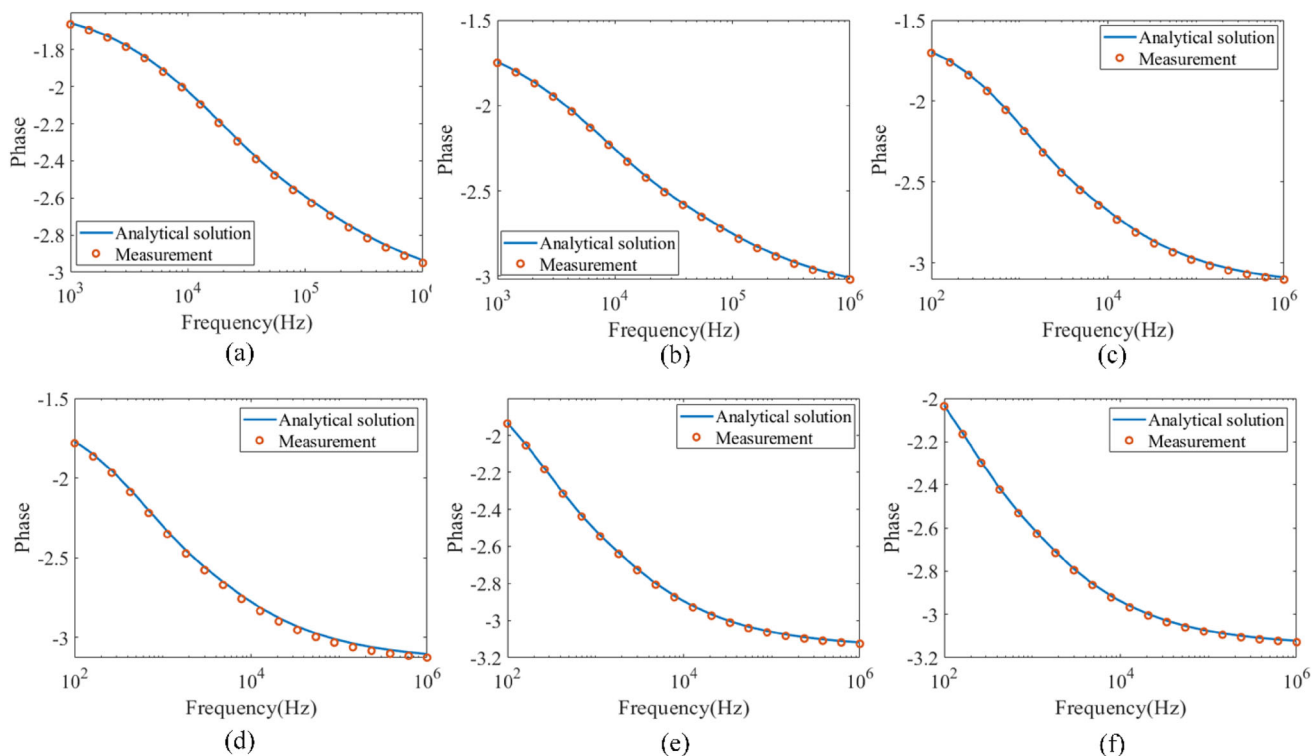 -1.8
-2
-2.2
-2.4
-2.6
-2.8
-3
Phase
Analytical solution
Measurement
10^3 10^4 10^5
Frequency(Hz)
(a)
-1.5
-2
-2.5
-3
Phase
Analytical solution
Measurement
10^3 10^4 10^5 10^6
Frequency(Hz)
(b)
-1.5
-2
-2.5
-3
Phase
Analytical solution
Measurement
10^2 10^4 10^6
Frequency(Hz)
(c)
-1.5
-2
-2.5
-3
Phase
Analytical solution
Measurement
10^2 10^4 10^6
Frequency(Hz)
(d)
-2
-2.2
-2.4
-2.6
-2.8
-3
-3.2
Phase
Analytical solution
Measurement
10^2 10^4 10^6
Frequency(Hz)
(e)
-2
-2.2
-2.4
-2.6
-2.8
-3
-3.2
Phase
Analytical solution
Measurement
10^2 10^4 10^6
Frequency(Hz)
(f)